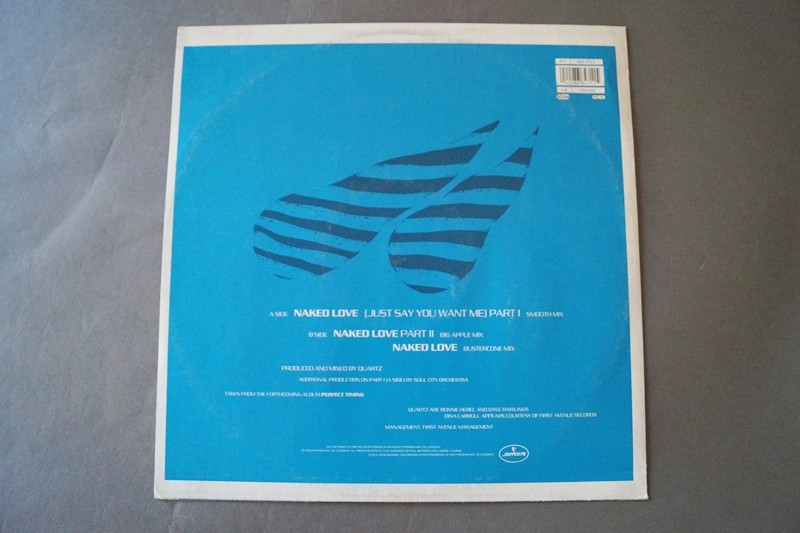 A SIDE NAKED LOVE (JUST SAY YOU WANT ME) PART I SMOOTH MIX
B SIDE NAKED LOVE PART II BIG APPLE MIX
NAKED LOVE BUSTERCONE MIX
PRODUCED AND MIXED BY QUARTZ
ADDITIONAL PRODUCTION ON PART I (A SIDE) BY SOUL CITY ORCHESTRA
TAKEN FROM THE FORTHCOMING ALBUM PERFECT TIMING
QUARTZ ARE RONNIE HEREL AND DAVE RAWLINGS
DINA CARROLL APPEARS COURTESY OF FIRST AVENUE RECORDS
MANAGEMENT: FIRST AVENUE MANAGEMENT
mercury